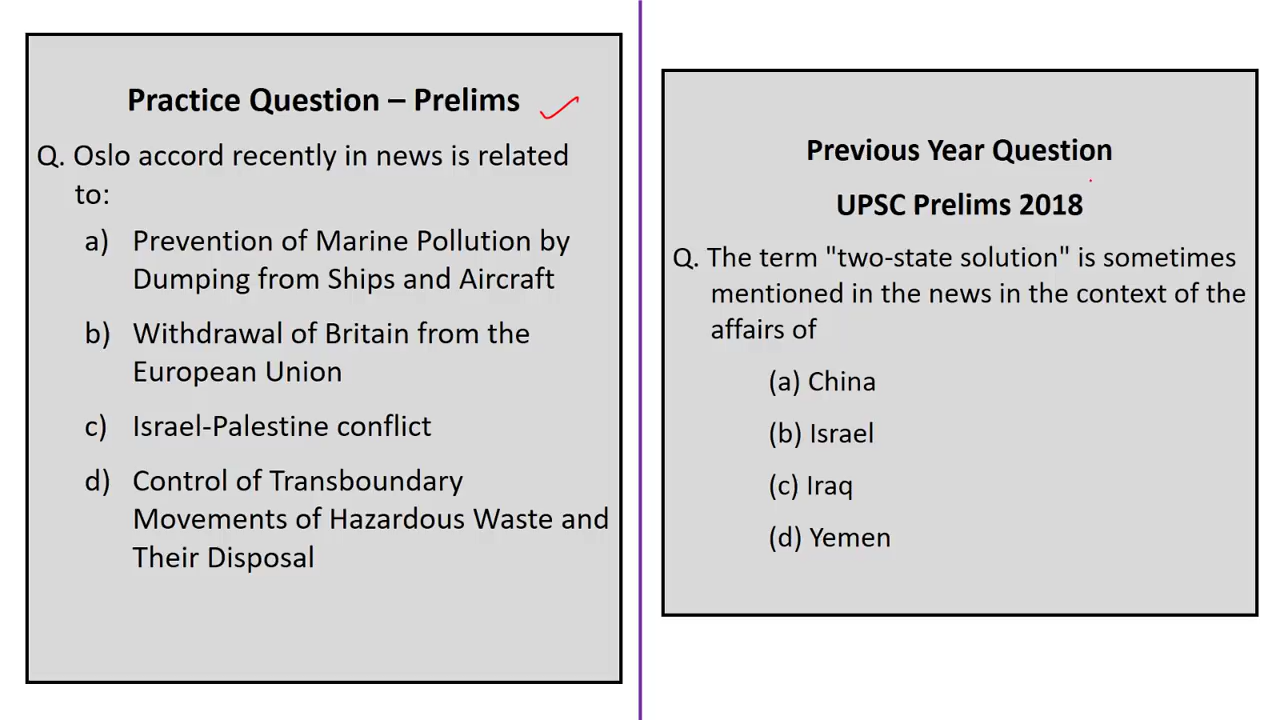 Practice Question – Prelims
Q. Oslo accord recently in news is related
to:
a) Prevention of Marine Pollution by
Dumping from Ships and Aircraft
b) Withdrawal of Britain from the
European Union
c) Israel-Palestine conflict
d) Control of Transboundary
Movements of Hazardous Waste and
Their Disposal
Previous Year Question
UPSC Prelims 2018
Q. The term "two-state solution" is sometimes
mentioned in the news in the context of the
affairs of
(a) China
(b) Israel
(c) Iraq
(d) Yemen